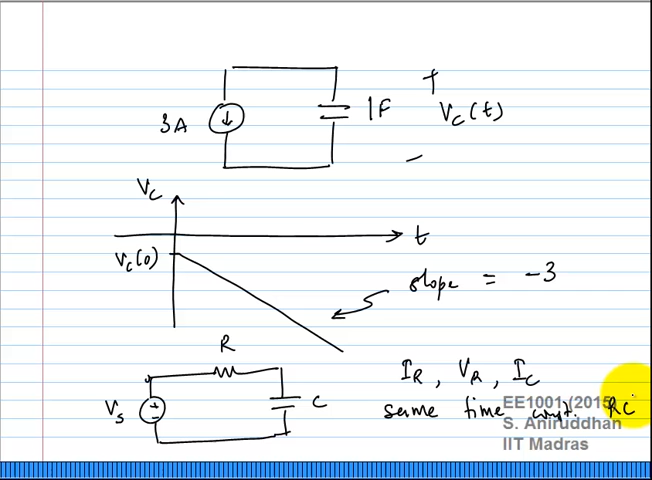 3A
1F
+
Vc(t)
−
Vc
t
Vc(0)
slope = -3
R
Vs
+
-
C
IR, VR, Ic
same time const. RC
EE1001 (2015)
S. Aniruddhan
IIT Madras